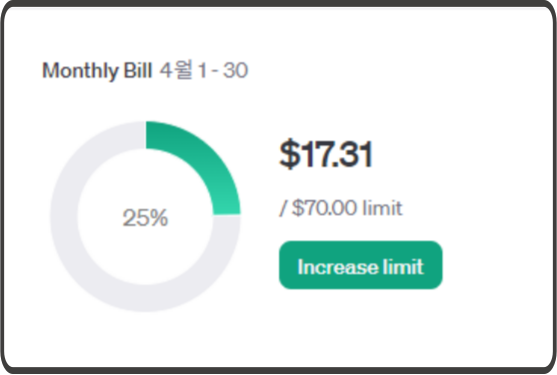 Monthly Bill 4월 1 - 30
25%
$17.31
/ $70.00 limit
Increase limit